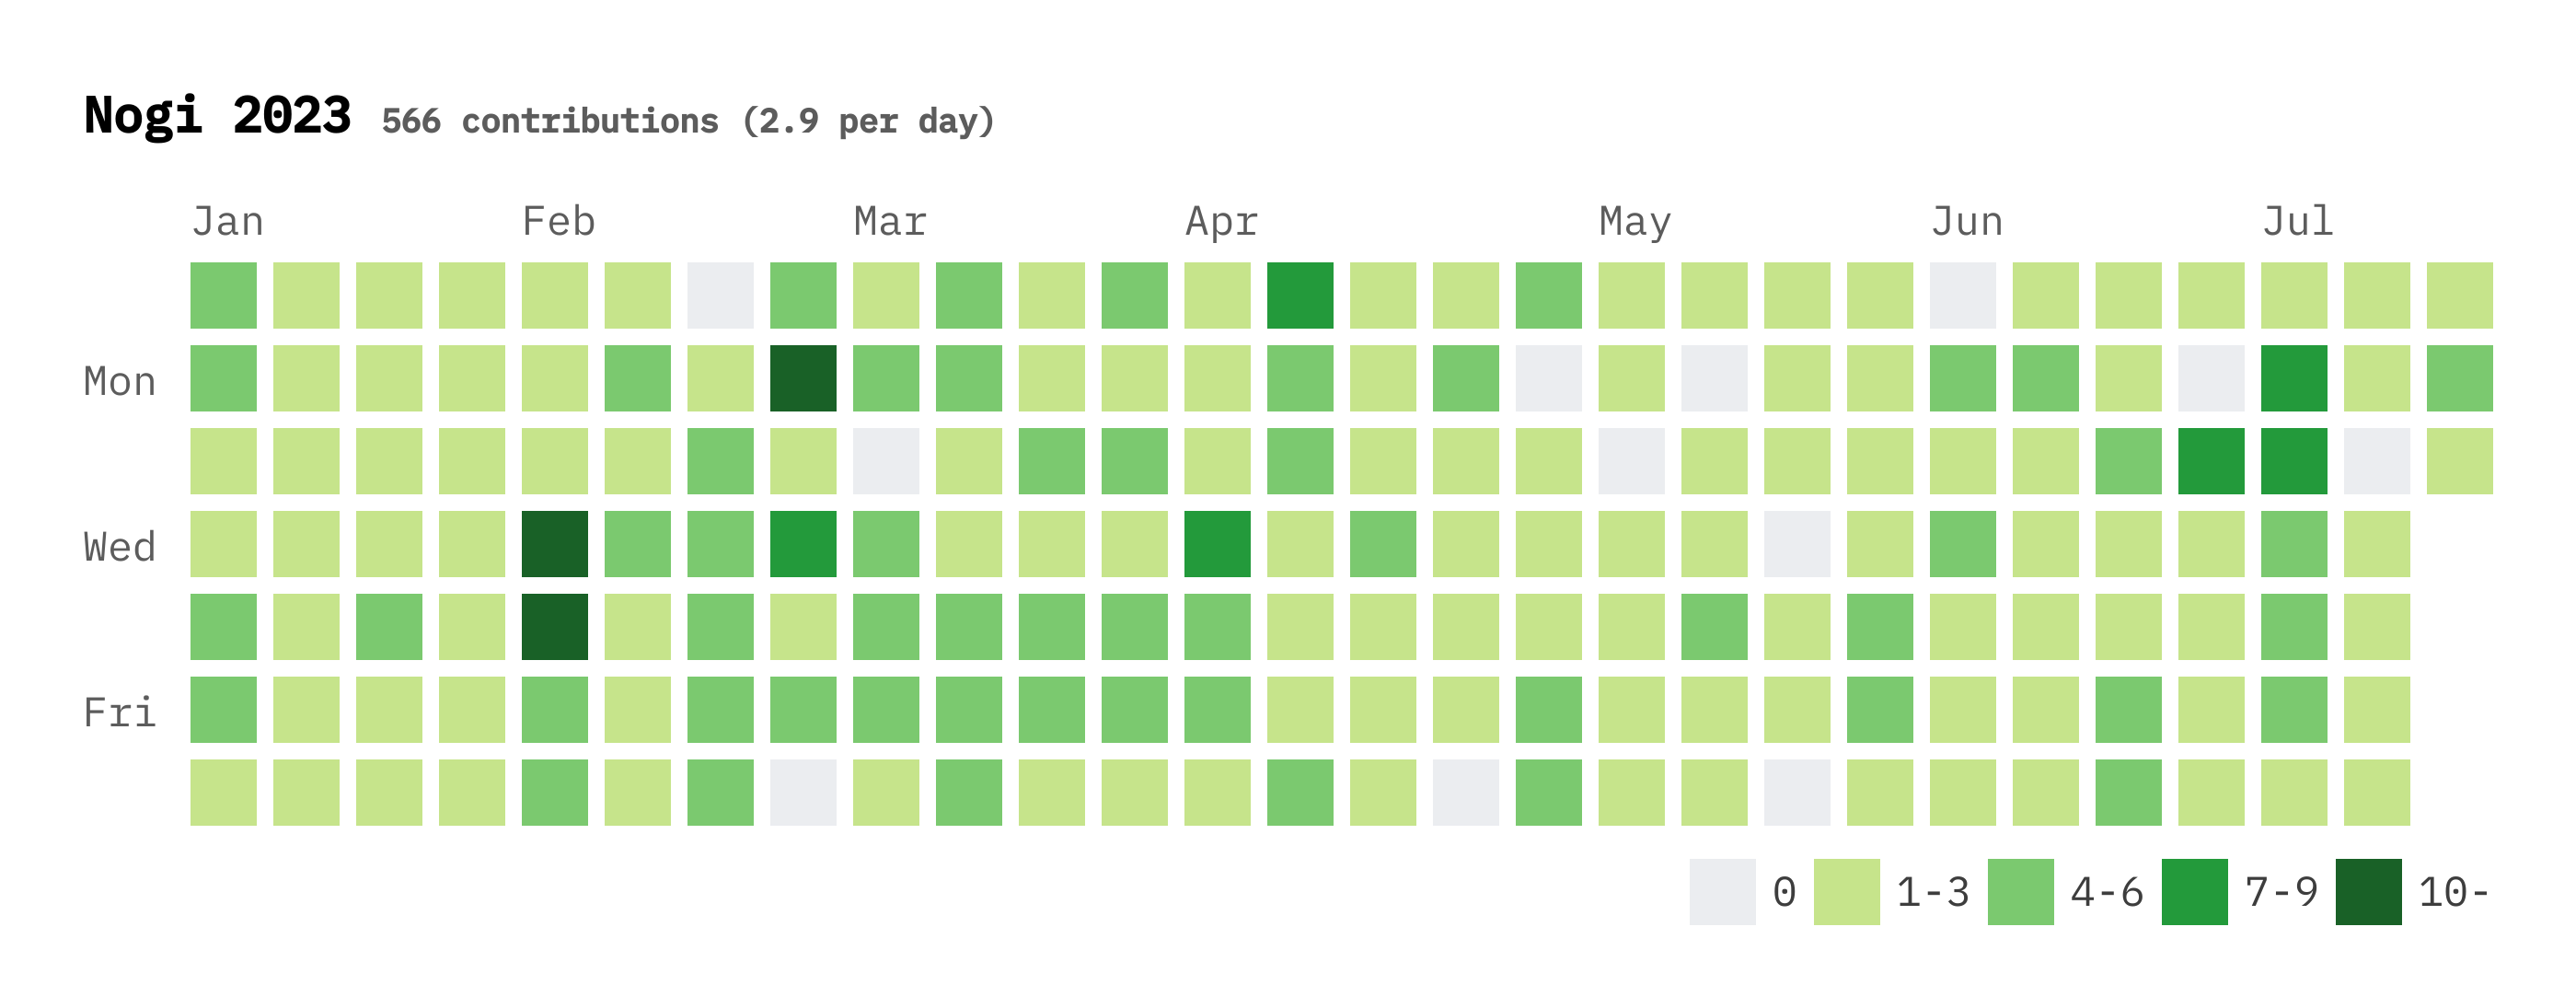 Nogi 2023 566 contributions (2.9 per day)
Jan Feb Mar Apr May Jun Jul
Mon
Wed
Fri
0 1-3 4-6 7-9 10-